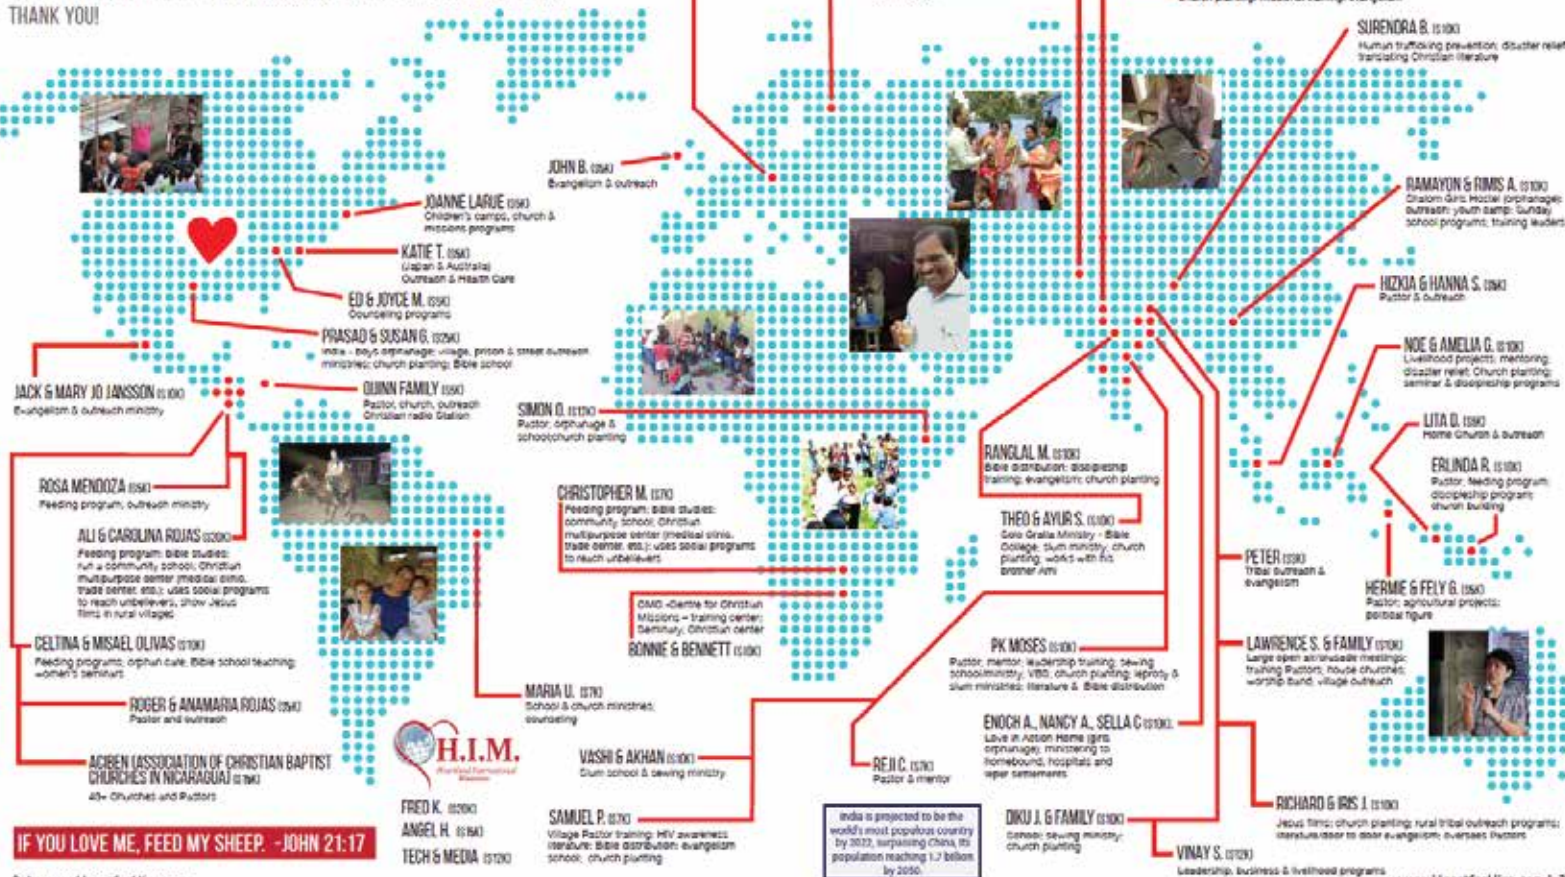 THANK YOU!
SURENDRA B. ($10K)
Human trafficking prevention; disaster relief
translating Christian literature
JOHN B. ($5K)
Evangelism & outreach
JOANNE LARUE ($5K)
Children's camps, church &
missions programs
RAMAYON & RIMIS A. ($10K)
Shalom Girls Hostel (orphanage);
outreach; youth camp; Sunday
school programs; training leaders
KATIE T. ($5K)
(Japan & Australia)
Outreach & Health Care
HIZKIA & HANNA S. ($5K)
Pastor & outreach
ED & JOYCE M. ($5K)
Counseling programs
PRASAD & SUSAN G. ($25K)
India - boys orphanage; village, prison & street outreach
ministries; church planting; Bible school
NOE & AMELIA G. ($10K)
Livelihood projects; mentoring;
disaster relief; Church planting;
seminar & discipleship programs
JACK & MARY JO JANSSON ($10K)
Evangelism & outreach ministry
QUINN FAMILY ($5K)
Pastor, church, outreach
Christian radio Station
SIMON O. ($12K)
Pastor; orphanage &
school;church planting
LITA D. ($5K)
Home Church & outreach
ERLINDA R. ($10K)
Pastor, feeding program;
discipleship program;
church building
RANGLAL M. ($10K)
Bible distribution; discipleship
training; evangelism; church planting
ROSA MENDOZA ($5K)
Feeding program; outreach ministry
CHRISTOPHER M. ($7K)
Feeding program; Bible studies;
community school; Christian
multipurpose center (medical clinic,
trade center, etc.); uses social programs
to reach unbelievers
THEO & AYUR S. ($10K)
Solo Gratia Ministry - Bible
College; slum ministry; church
planting; works with his
brother Ami
ALI & CAROLINA ROJAS ($20K)
Feeding program; Bible studies;
run a community school; Christian
multipurpose center (medical clinic,
trade center, etc.); uses social programs
to reach unbelievers, show Jesus
films in rural villages
PETER ($3K)
Tribal outreach &
evangelism
HERMIE & FELY G. ($5K)
Pastor; agricultural projects;
political figure
CMC -Centre for Christian
Missions – training center;
Seminary; Christian center
BONNIE & BENNETT ($10K)
CELTINA & MISAEL OLIVAS ($10K)
Feeding programs; orphan care; Bible school teaching;
women's seminars
PK MOSES ($10K)
Pastor, mentor; leadership training; sewing
school/ministry; VBS; church planting; leprosy &
slum ministries; literature & Bible distribution
LAWRENCE S. & FAMILY ($10K)
Large open air/crusade meetings;
training Pastors; house churches;
worship band; village outreach
ROGER & ANAMARIA ROJAS ($5K)
Pastor and outreach
MARIA U. ($7K)
School & church ministries;
counseling
ENOCH A., NANCY A., SELLA C ($10K).
Love in Action Home (girls
orphanage); ministering to
homebound, hospitals and
leper settlements
ACIBEN (ASSOCIATION OF CHRISTIAN BAPTIST
CHURCHES IN NICARAGUA)
40+ Churches and Pastors
H.I.M.
Heartland International
Ministries
VASHI & AKHAN ($10K)
Slum school & sewing ministry
REJI C. ($7K)
Pastor & mentor
FRED K. ($20K)
ANGEL H. ($15K)
TECH & MEDIA ($12K)
SAMUEL P. ($7K)
Village Pastor training; HIV awareness
literature; Bible distribution; evangelism
school; church planting
India is projected to be the
world's most populous country
by 2022, surpassing China, its
population reaching 1.7 billion
by 2050.
DIKU J. & FAMILY ($10K)
School; sewing ministry;
church planting
RICHARD & IRIS J. ($10K)
Jesus films; church planting; rural tribal outreach programs;
literature/door to door evangelism; oversees Pastors
VINAY S. ($12K)
Leadership, business & livelihood programs
IF YOU LOVE ME, FEED MY SHEEP. -JOHN 21:17